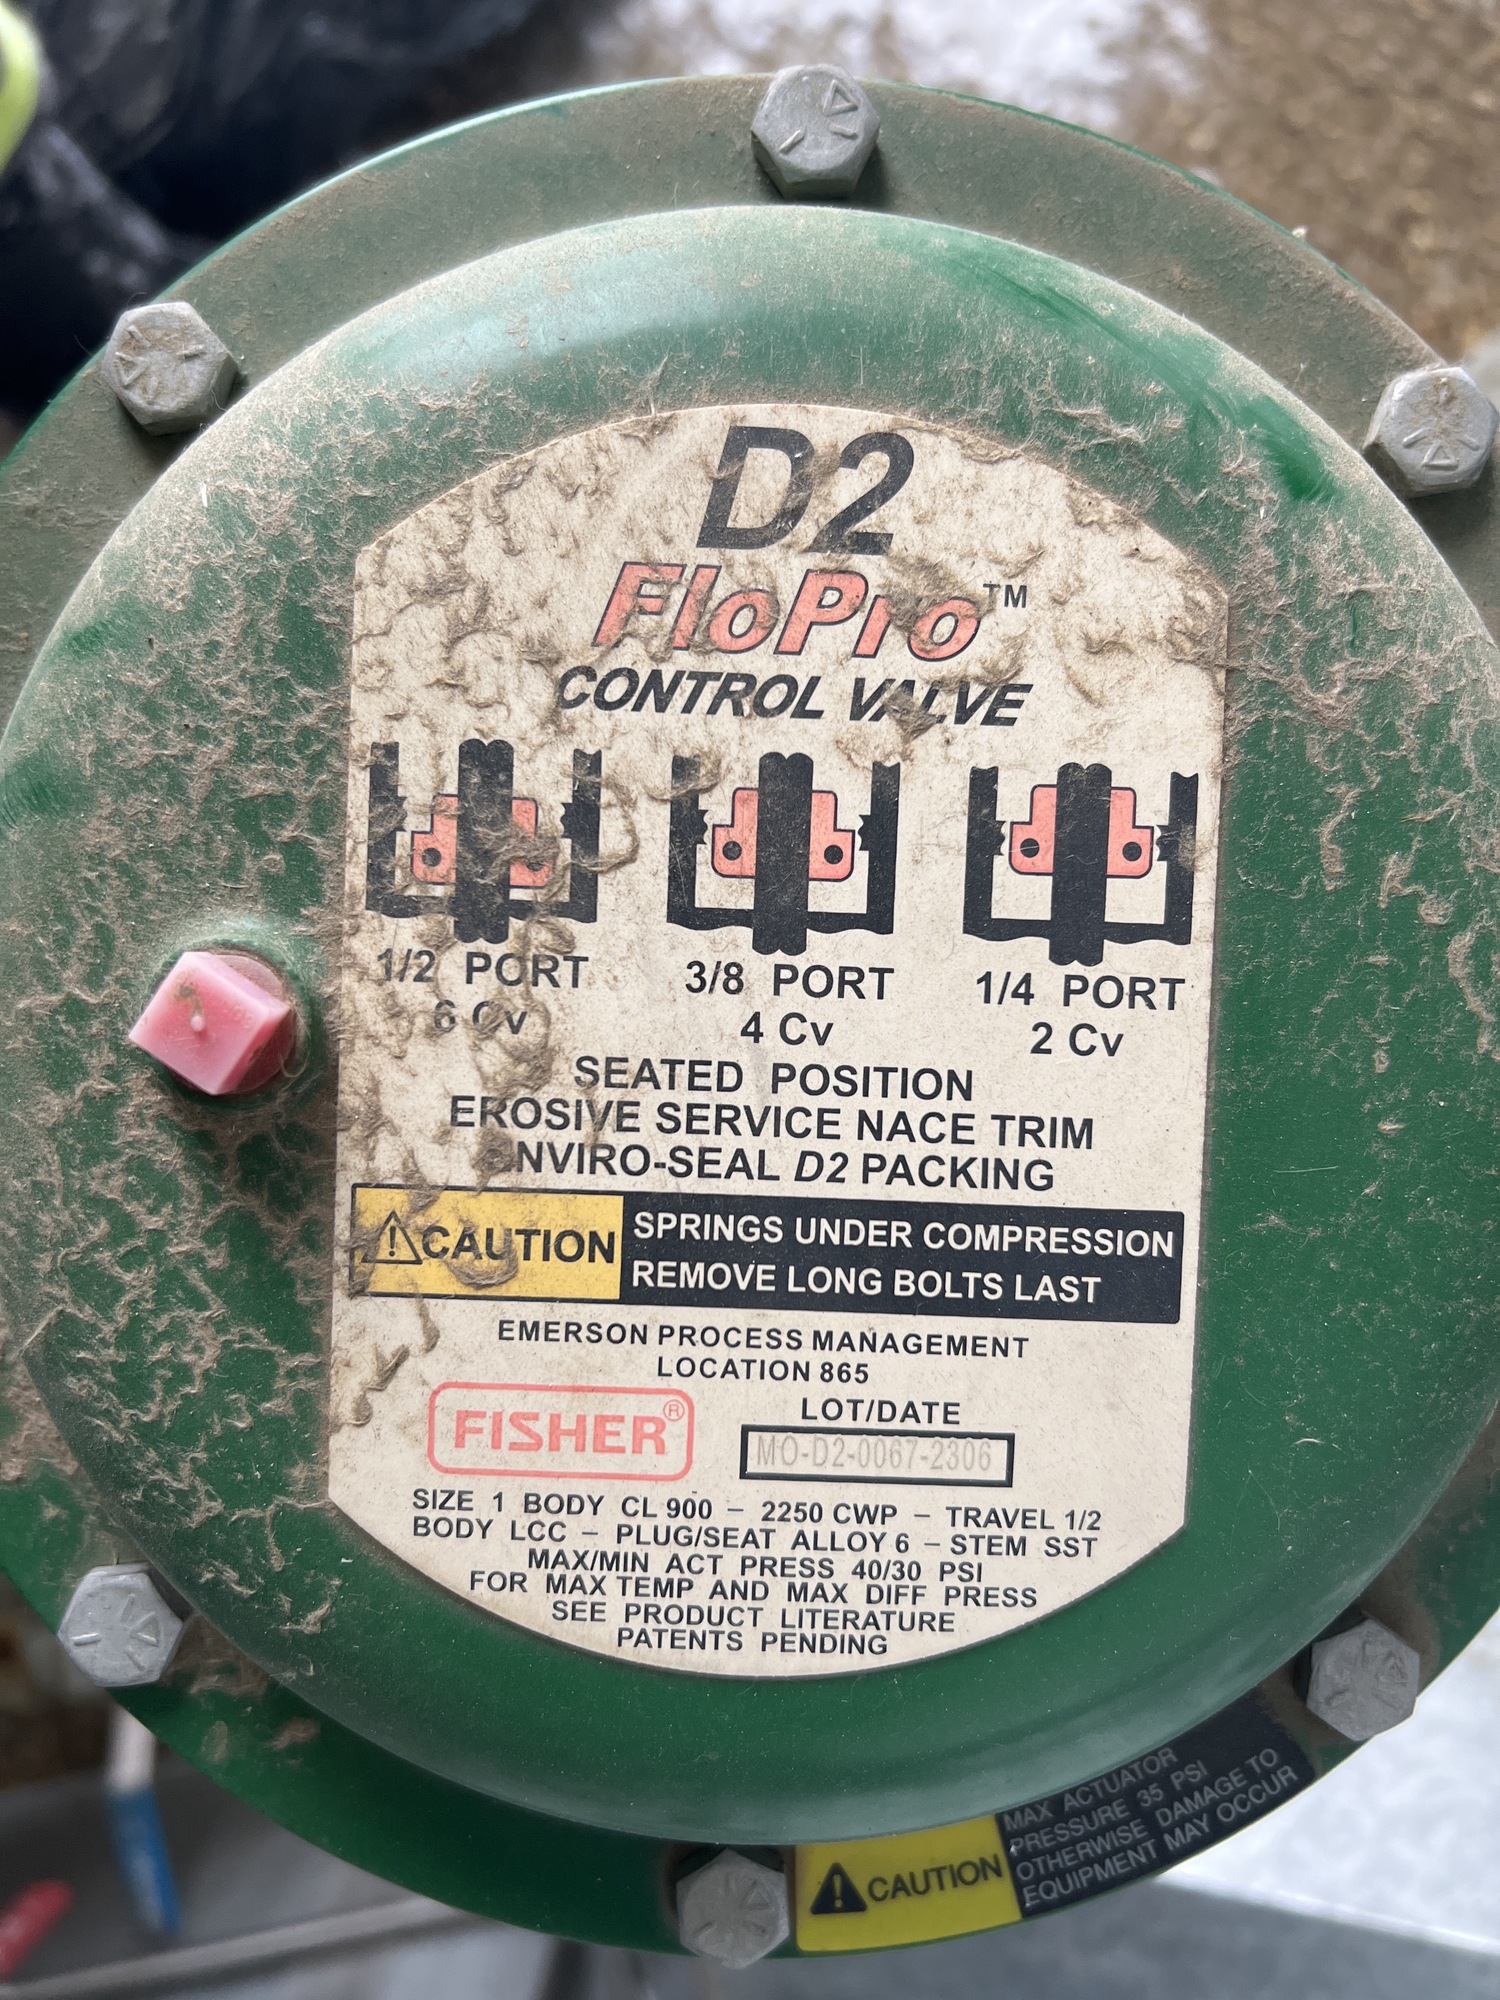 D2
FloPro™
CONTROL VALVE
1/2 PORT 3/8 PORT 1/4 PORT
6 Cv 4 Cv 2 Cv
SEATED POSITION
EROSIVE SERVICE NACE TRIM
ENVIRO-SEAL D2 PACKING
CAUTION SPRINGS UNDER COMPRESSION
REMOVE LONG BOLTS LAST
EMERSON PROCESS MANAGEMENT
LOCATION 865
FISHER® LOT/DATE
MO-D2-0067-2306
SIZE 1 BODY CL 900 – 2250 CWP – TRAVEL 1/2
BODY LCC – PLUG/SEAT ALLOY 6 – STEM SST
MAX/MIN ACT PRESS 40/30 PSI
FOR MAX TEMP AND MAX DIFF PRESS
SEE PRODUCT LITERATURE
PATENTS PENDING
CAUTION
MAX ACTUATOR
PRESSURE 35 PSI
OTHERWISE DAMAGE TO
EQUIPMENT MAY OCCUR